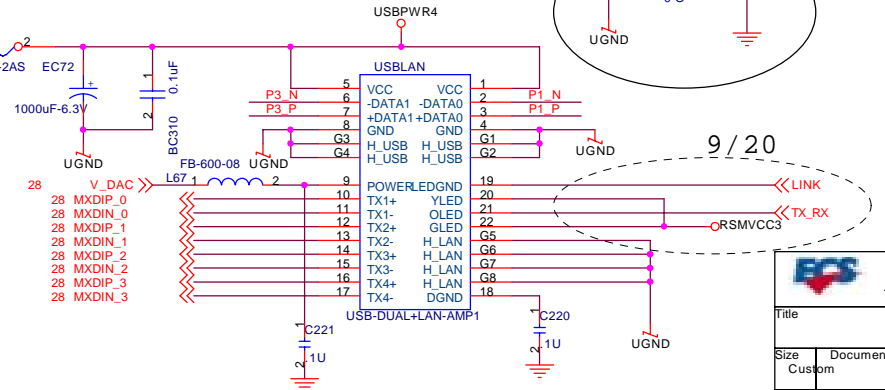 USBPWR4
UGND
2
-2AS
EC72
+
1000uF-6.3V
1
2
0.1uF
BC310
UGND
USBLAN
5 VCC VCC 1
P3_N 6 -DATA1 -DATA0 2 P1_N
P3_P 7 +DATA1 +DATA0 3 P1_P
8 GND GND 4
G3 H_USB H_USB G1
G4 H_USB H_USB G2
UGND
UGND
9/20
FB-600-08
28 V_DAC 1 L67 2 9 POWER LEDGND 19 LINK
28 MXDIP_0 10 TX1+ YLED 20
28 MXDIN_0 11 TX1- OLED 21 TX_RX
28 MXDIP_1 12 TX2+ GLED 22 RSMVCC3
28 MXDIN_1 13 TX2- H_LAN G5
28 MXDIP_2 14 TX3+ H_LAN G6
28 MXDIN_2 15 TX3- H_LAN G7
28 MXDIP_3 16 TX4+ H_LAN G8
28 MXDIN_3 17 TX4- DGND 18
USB-DUAL+LAN-AMP1
1
C221
.1U
2
1
C220
.1U
2
UGND
ECS
Title
Size Documen
Custom